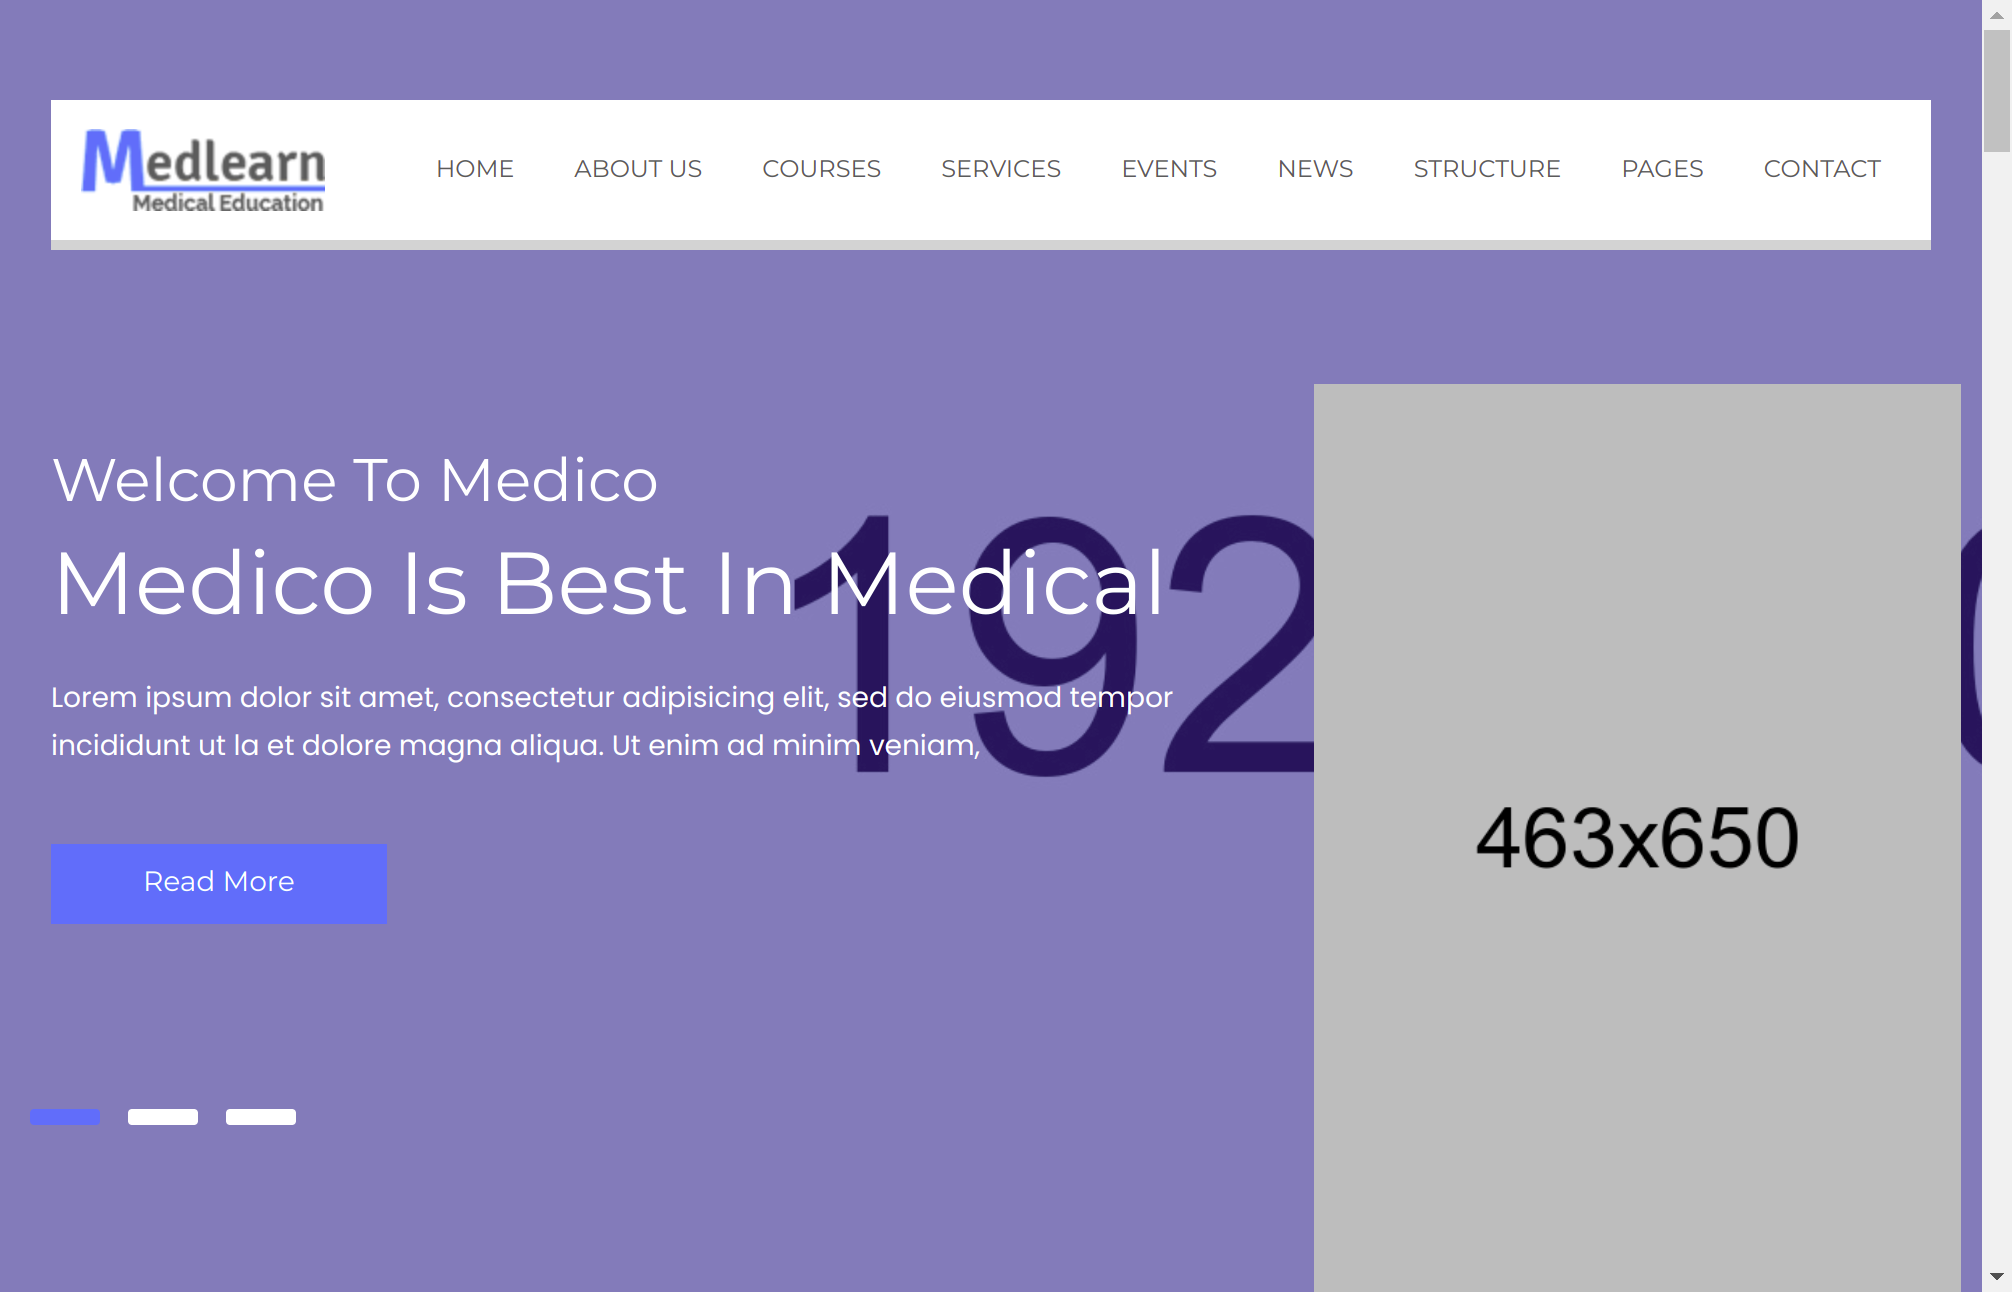 Medlearn
Medical Education
HOME ABOUT US COURSES SERVICES EVENTS NEWS STRUCTURE PAGES CONTACT
Welcome To Medico
Medico Is Best In Medical
192
Lorem ipsum dolor sit amet, consectetur adipisicing elit, sed do eiusmod tempor
incididunt ut la et dolore magna aliqua. Ut enim ad minim veniam,
463x650
Read More